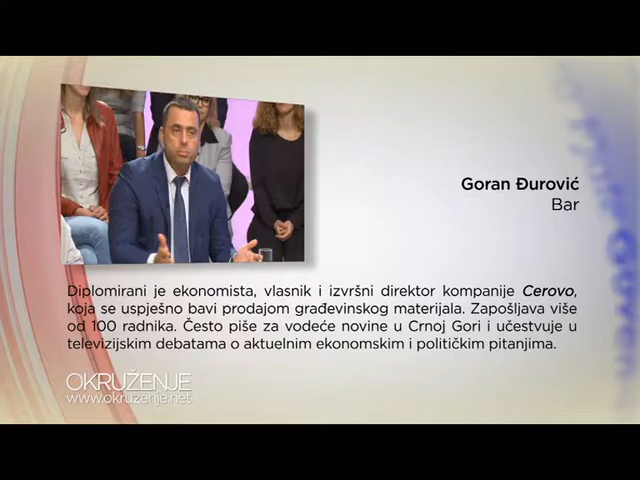 Goran Đurović
Bar
Diplomirani je ekonomista, vlasnik i izvršni direktor kompanije Cerovo,
koja se uspješno bavi prodajom građevinskog materijala. Zapošljava više
od 100 radnika. Često piše za vodeće novine u Crnoj Gori i učestvuje u
televizijskim debatama o aktuelnim ekonomskim i političkim pitanjima.
OKRUŽENJE
www.okruzenje.net